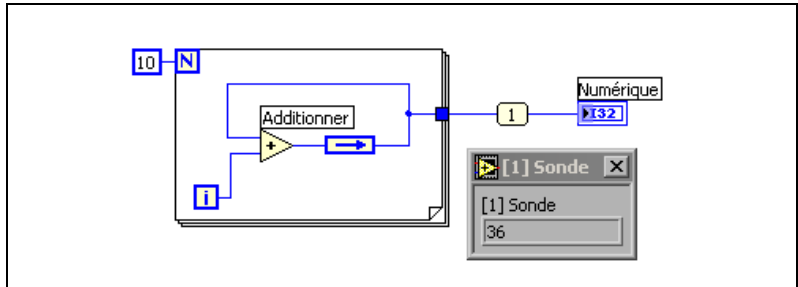 10 N
Numérique
Additionner
1
I32
+
i
[1] Sonde
[1] Sonde
36